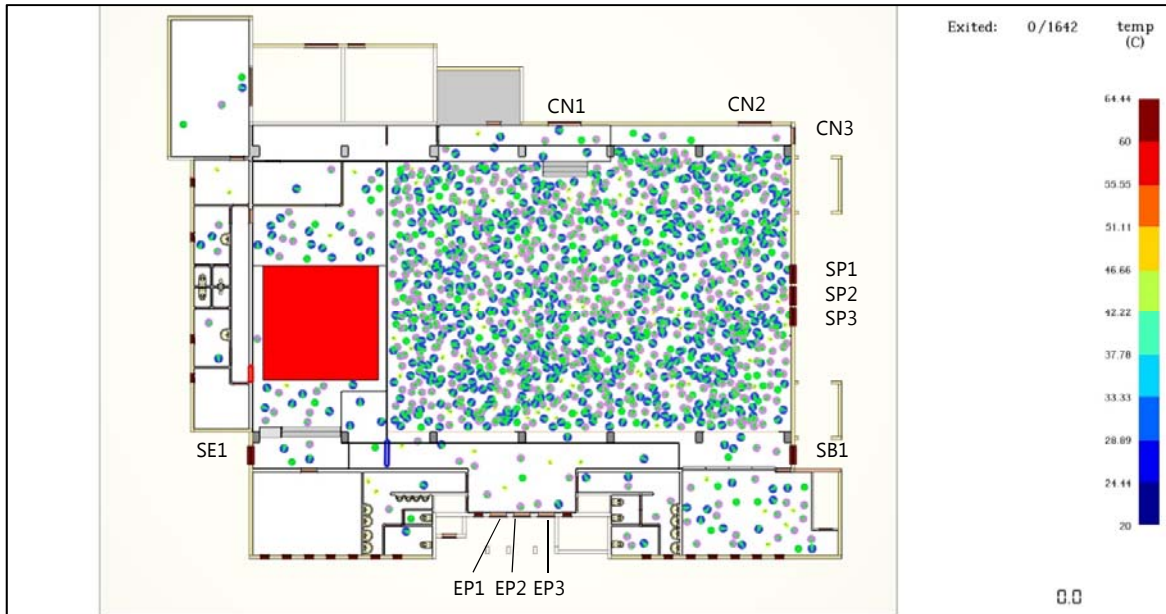 Exited: 0/1642 temp
(C)
64.44
60
55.55
51.11
46.66
42.22
37.78
33.33
28.89
24.44
20
CN1 CN2
CN3
SP1
SP2
SP3
SE1 SB1
EP1 EP2 EP3
0.0